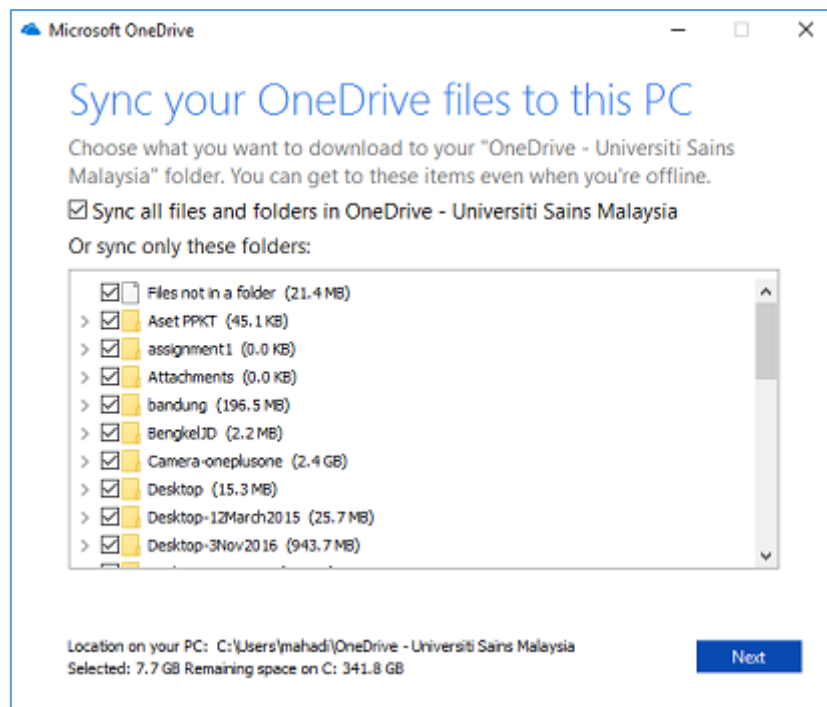 Microsoft OneDrive
Sync your OneDrive files to this PC
Choose what you want to download to your "OneDrive - Universiti Sains
Malaysia" folder. You can get to these items even when you're offline.
Sync all files and folders in OneDrive - Universiti Sains Malaysia
Or sync only these folders:
Files not in a folder (21.4 MB)
Aset PPKT (45.1 KB)
assignment1 (0.0 KB)
Attachments (0.0 KB)
bandung (196.5 MB)
BengkelJD (2.2 MB)
Camera-oneplusone (2.4 GB)
Desktop (15.3 MB)
Desktop-12March2015 (25.7 MB)
Desktop-3Nov2016 (943.7 MB)
Location on your PC: C:\Users\mahadi\OneDrive - Universiti Sains Malaysia
Selected: 7.7 GB Remaining space on C: 341.8 GB
Next